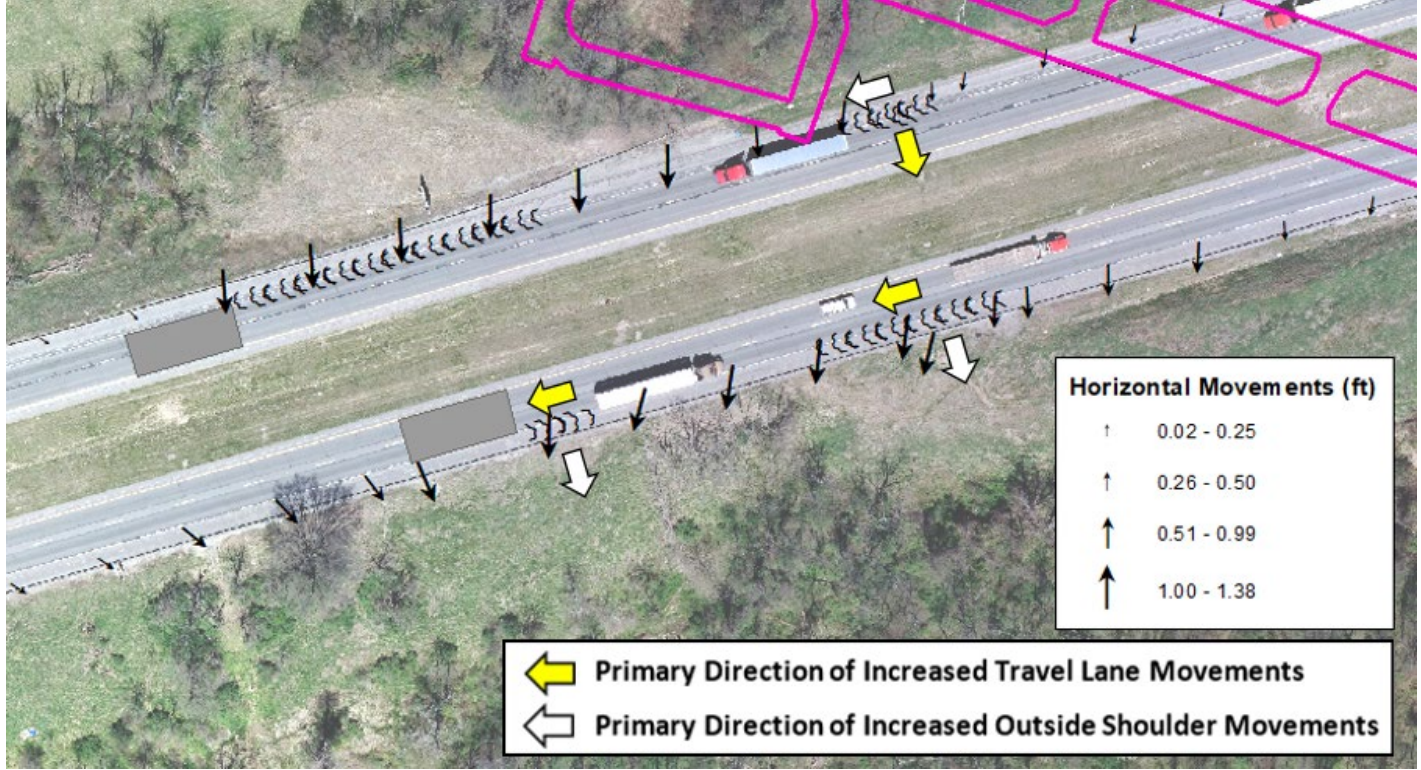 Horizontal Movements (ft)
0.02 - 0.25
0.26 - 0.50
0.51 - 0.99
1.00 - 1.38
Primary Direction of Increased Travel Lane Movements
Primary Direction of Increased Outside Shoulder Movements